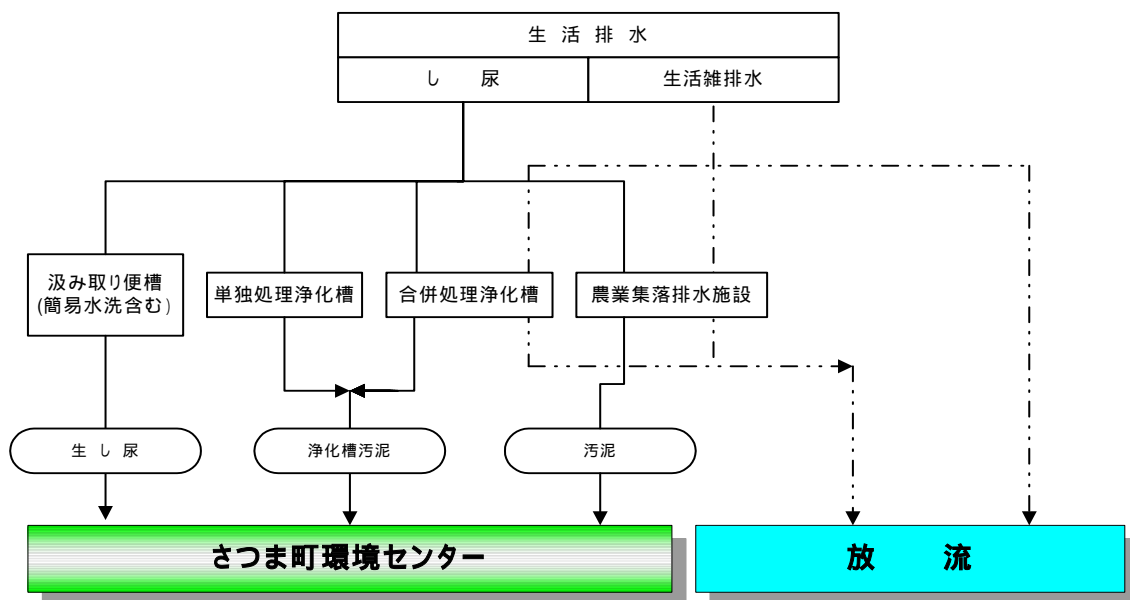 生活排水
し尿
生活雑排水
汲み取り便槽
(簡易水洗含む)
単独処理浄化槽
合併処理浄化槽
農業集落排水施設
生し尿
浄化槽汚泥
汚泥
さつま町環境センター
放流